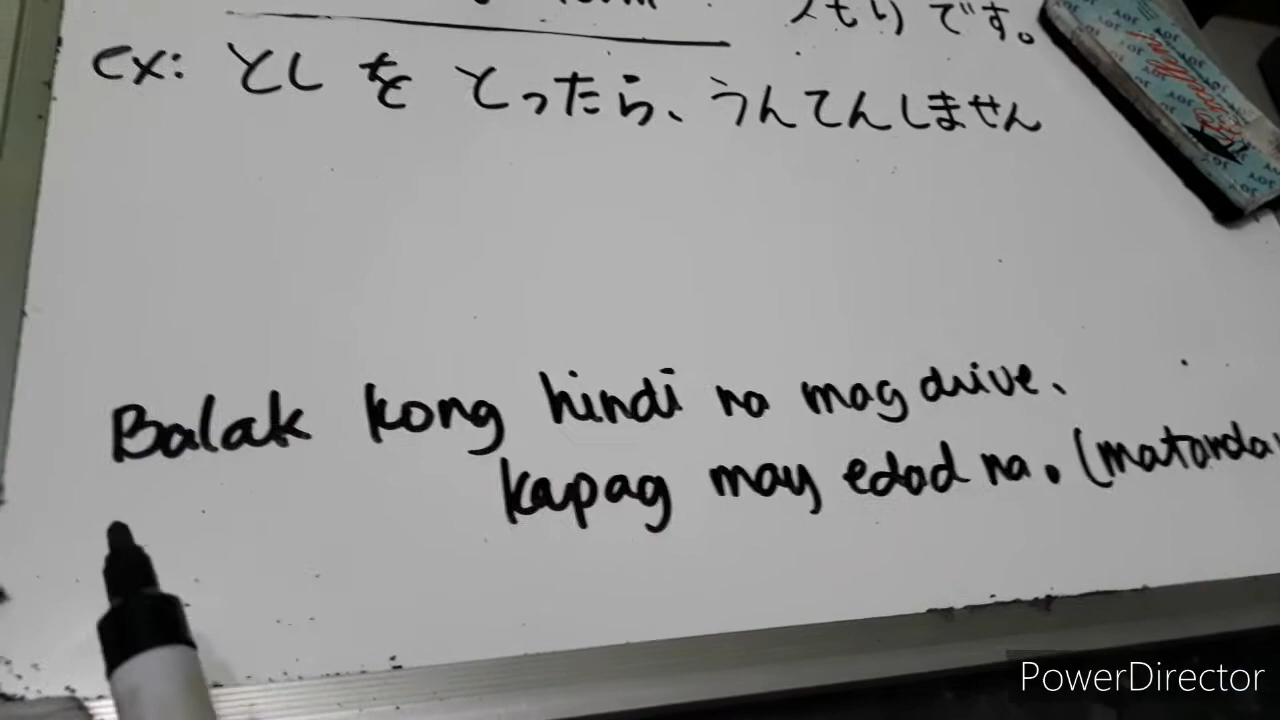 form つもりです。
ex: としを とったら、うんてんしません
Balak kong hindi na mag drive.
kapag may edad na. (matanda
PowerDirector